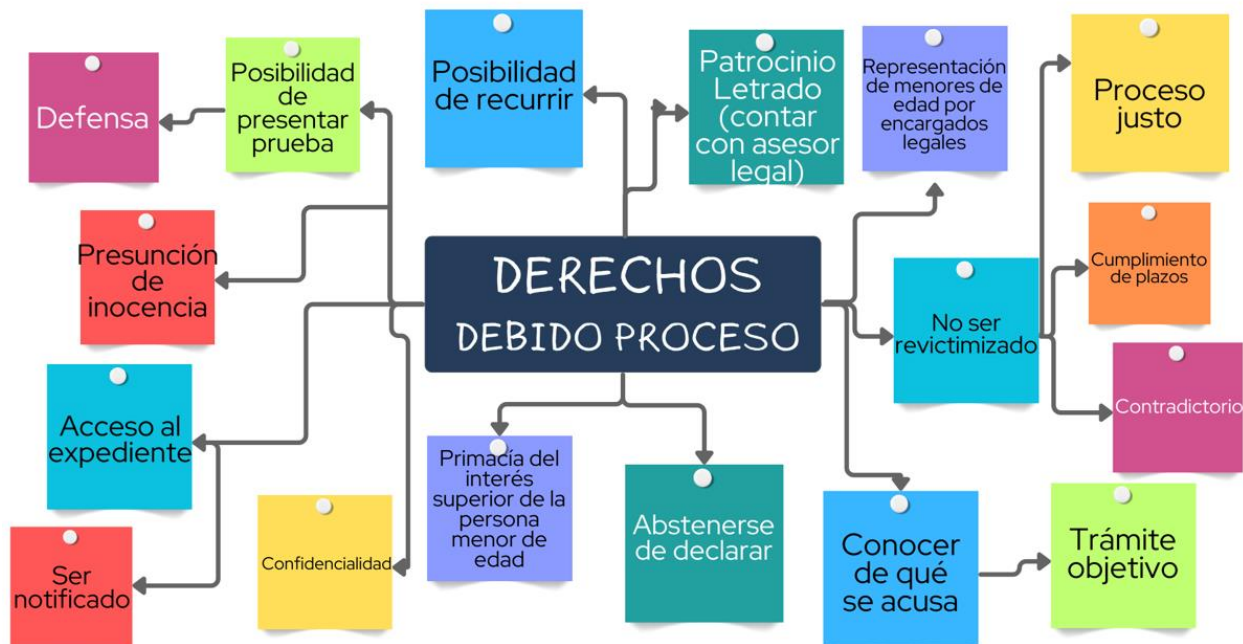 Defensa
Posibilidad
de
presentar
prueba
Posibilidad
de recurrir
Patrocinio
Letrado
(contar
con asesor
legal)
Representación
de menores de
edad por
encargados
legales
Proceso
justo
Presunción
de
inocencia
DERECHOS
DEBIDO PROCESO
No ser
revictimizado
Cumplimiento
de plazos
Contradictorio
Acceso al
expediente
Ser
notificado
Confidencialidad
Primacía del
interés
superior de la
persona
menor de
edad
Abstenerse
de declarar
Conocer
de qué
se acusa
Trámite
objetivo